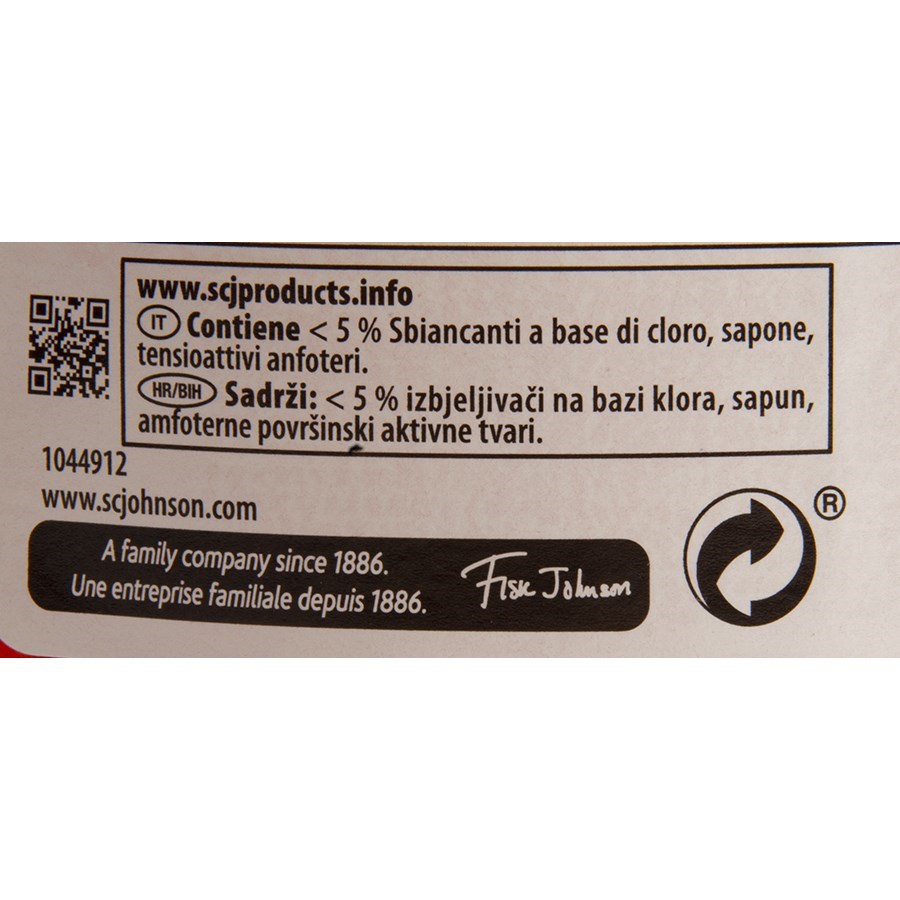 www.scjproducts.info
IT Contiene < 5 % Sbiancanti a base di cloro, sapone,
tensioattivi anfoteri.
HR/BIH Sadrži: < 5 % izbjeljivači na bazi klora, sapun,
amfoterne površinski aktivne tvari.
1044912
www.scjohnson.com
A family company since 1886.
Une entreprise familiale depuis 1886.
Fisk Johnson
®